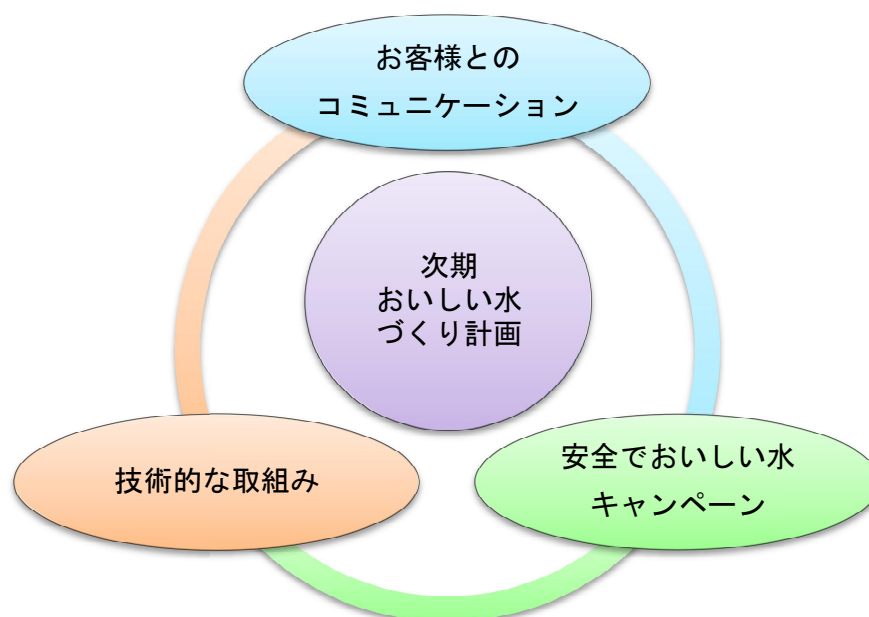 お客様との
コミュニケーション
次期
おいしい水
づくり計画
技術的な取組み
安全でおいしい水
キャンペーン